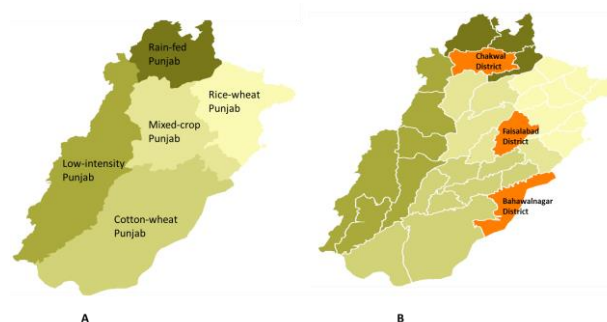 Rain-fed
Punjab
Rice-wheat
Punjab
Mixed-crop
Punjab
Low-intensity
Punjab
Cotton-wheat
Punjab
A
Chakwal
District
Faisalabad
District
Bahawalnagar
District
B